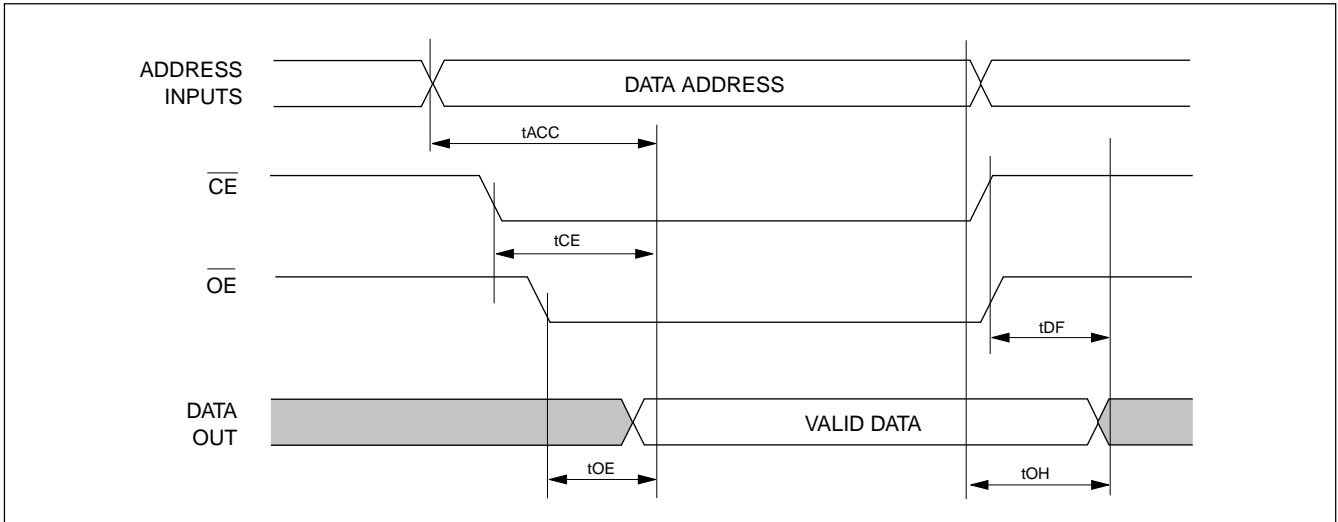 ADDRESS
INPUTS
DATA ADDRESS
tACC
CE
tCE
OE
tDF
DATA
OUT
VALID DATA
tOE
tOH